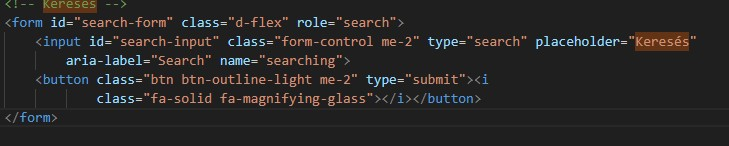 <!-- Keresés -->
<form id="search-form" class="d-flex" role="search">
<input id="search-input" class="form-control me-2" type="search" placeholder="Keresés"
aria-label="Search" name="searching">
<button class="btn btn-outline-light me-2" type="submit"><i
class="fa-solid fa-magnifying-glass"></i></button>
</form>